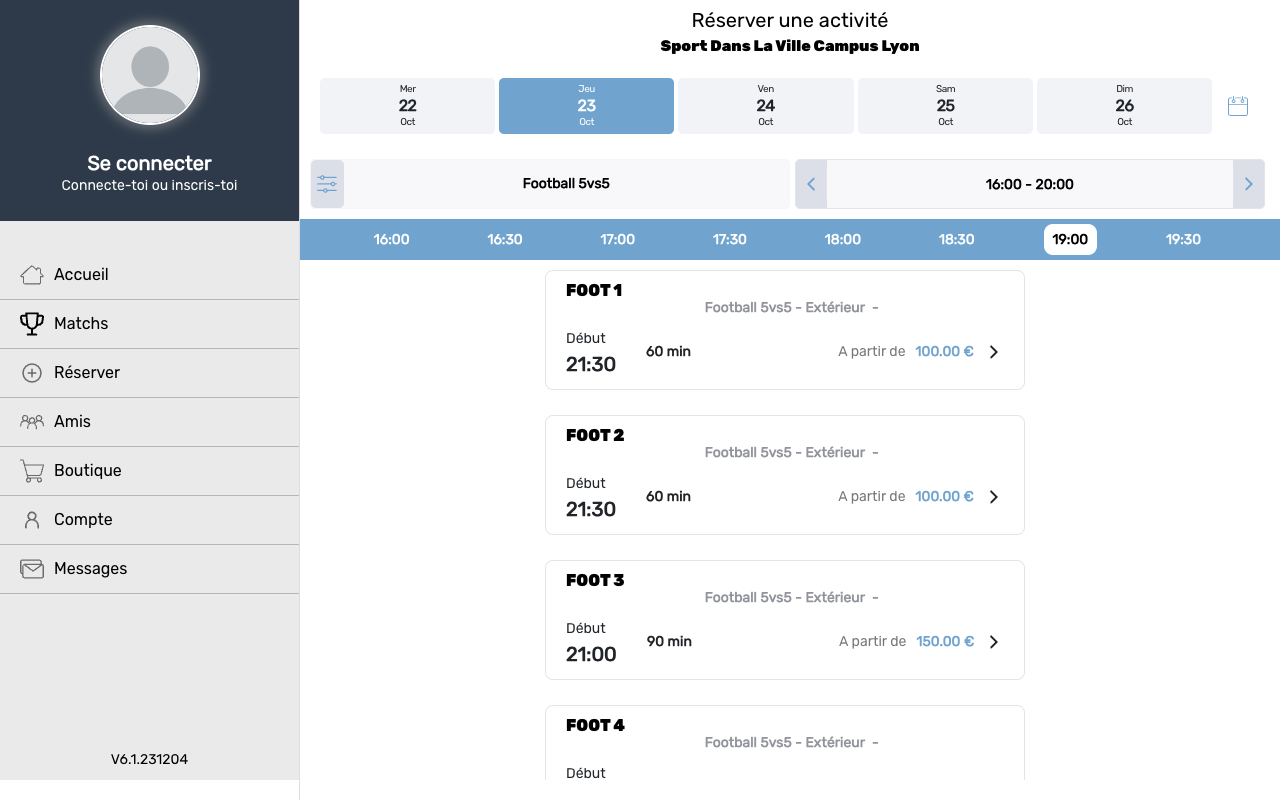 Se connecter
Connecte-toi ou inscris-toi
Accueil
Matchs
Réserver
Amis
Boutique
Compte
Messages
V6.1.231204
Réserver une activité
Sport Dans La Ville Campus Lyon
Mer
22
Oct
Jeu
23
Oct
Ven
24
Oct
Sam
25
Oct
Dim
26
Oct
Football 5vs5
16:00 - 20:00
16:00 16:30 17:00 17:30 18:00 18:30 19:00 19:30
FOOT 1
Football 5vs5 - Extérieur -
Début
21:30
60 min
A partir de 100.00 €
FOOT 2
Football 5vs5 - Extérieur -
Début
21:30
60 min
A partir de 100.00 €
FOOT 3
Football 5vs5 - Extérieur -
Début
21:00
90 min
A partir de 150.00 €
FOOT 4
Football 5vs5 - Extérieur -
Début